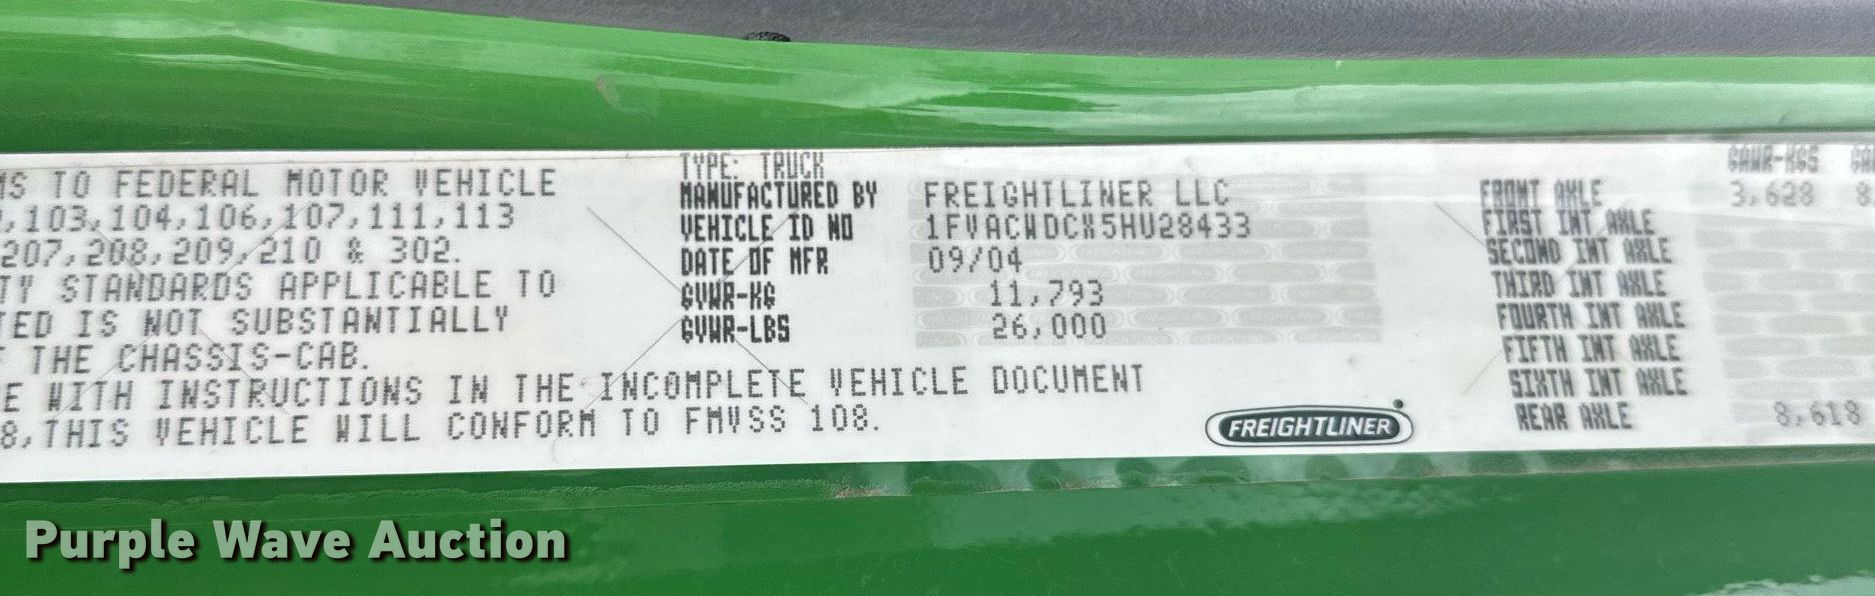 MS TO FEDERAL MOTOR VEHICLE
,103,104,106,107,111,113
207,208,209,210 & 302.
TY STANDARDS APPLICABLE TO
TED IS NOT SUBSTANTIALLY
THE CHASSIS-CAB.
E WITH INSTRUCTIONS IN THE INCOMPLETE VEHICLE DOCUMENT
8,THIS VEHICLE WILL CONFORM TO FMVSS 108.
TYPE: TRUCK
MANUFACTURED BY FREIGHTLINER LLC
VEHICLE ID NO 1FVACWDCX5HU28433
DATE OF MFR 09/04
GVWR-KG 11,793
GVWR-LBS 26,000
FREIGHTLINER
GAWR-KGS
FRONT AXLE 3,628 8
FIRST INT AXLE
SECOND INT AXLE
THIRD INT AXLE
FOURTH INT AXLE
FIFTH INT AXLE
SIXTH INT AXLE
REAR AXLE 8,618
Purple Wave Auction